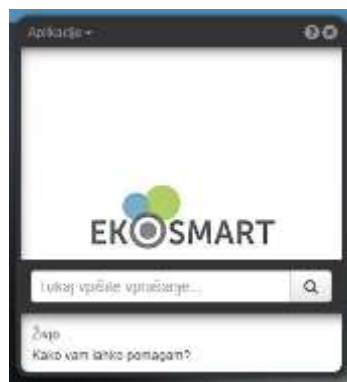 Aplikacije
EKOSMART
Tukaj vpišite vprašanje...
Živjo.
Kako vam lahko pomagam?